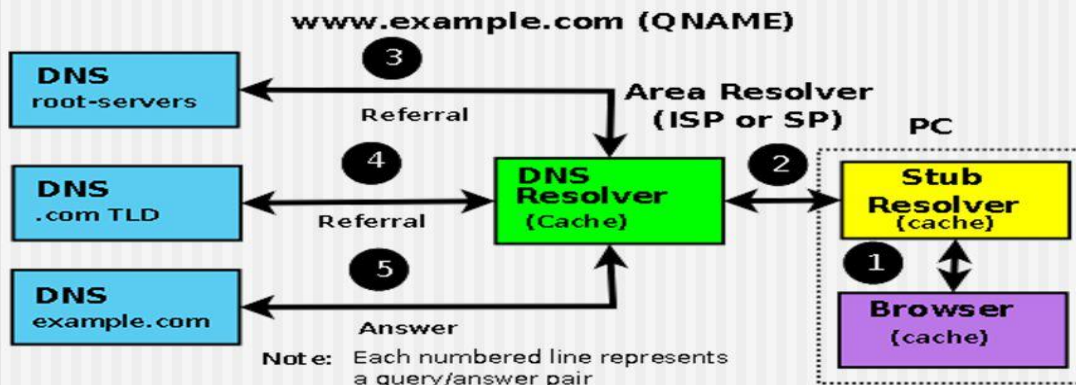 www.example.com (QNAME)
3
DNS
root-servers
Referral
Area Resolver
(ISP or SP)
PC
4
DNS
.com TLD
Referral
DNS
Resolver
(Cache)
2
Stub
Resolver
(cache)
1
5
DNS
example.com
Answer
Browser
(cache)
Note: Each numbered line represents
a query/answer pair